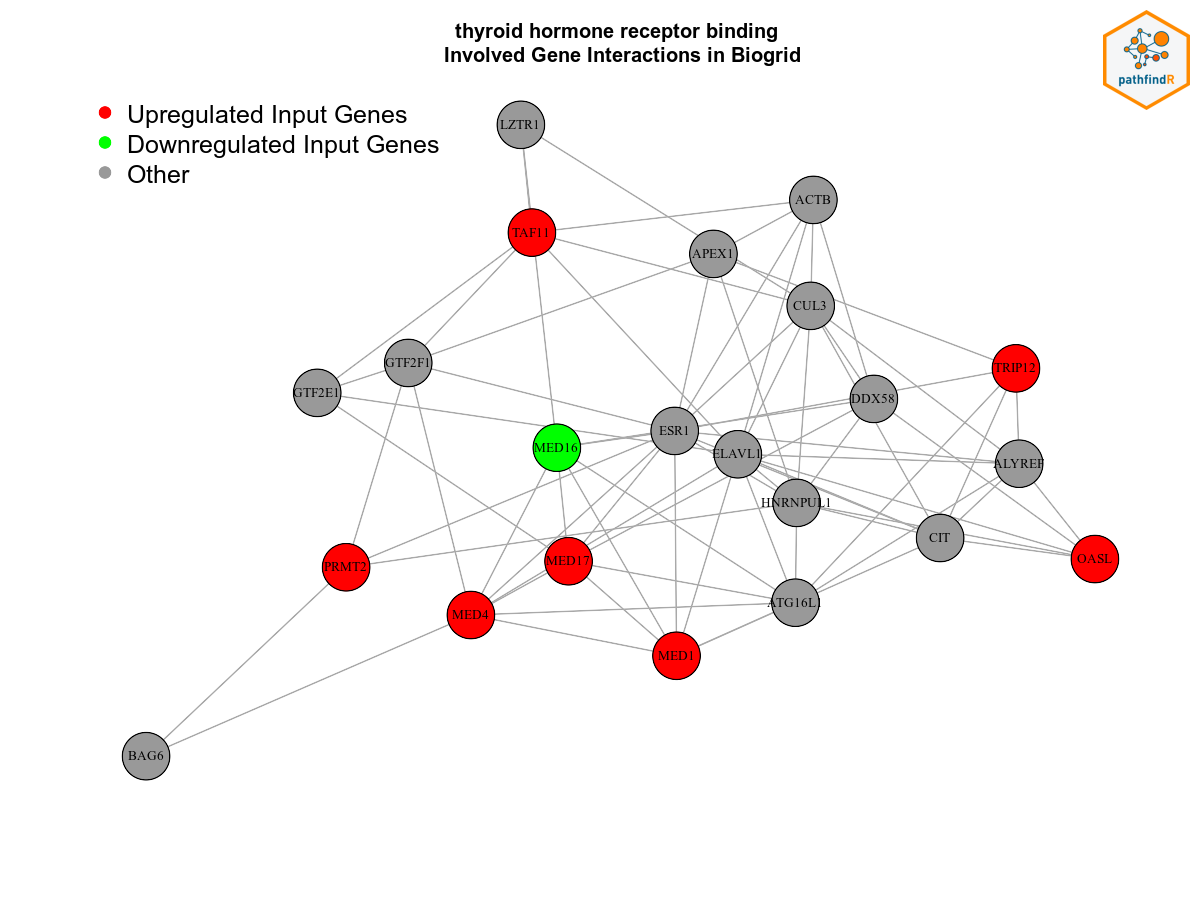 thyroid hormone receptor binding
Involved Gene Interactions in Biogrid
pathfindR
Upregulated Input Genes
Downregulated Input Genes
Other
LZTR1
ACTB
TAF11
APEX1
CUL3
GTF2F1
TRIP12
GTF2E1
DDX58
ESR1
MED16
ELAVL1
ALYREF
HNRNPUL1
CIT
OASL
MED17
PRMT2
ATG16L1
MED4
MED1
BAG6